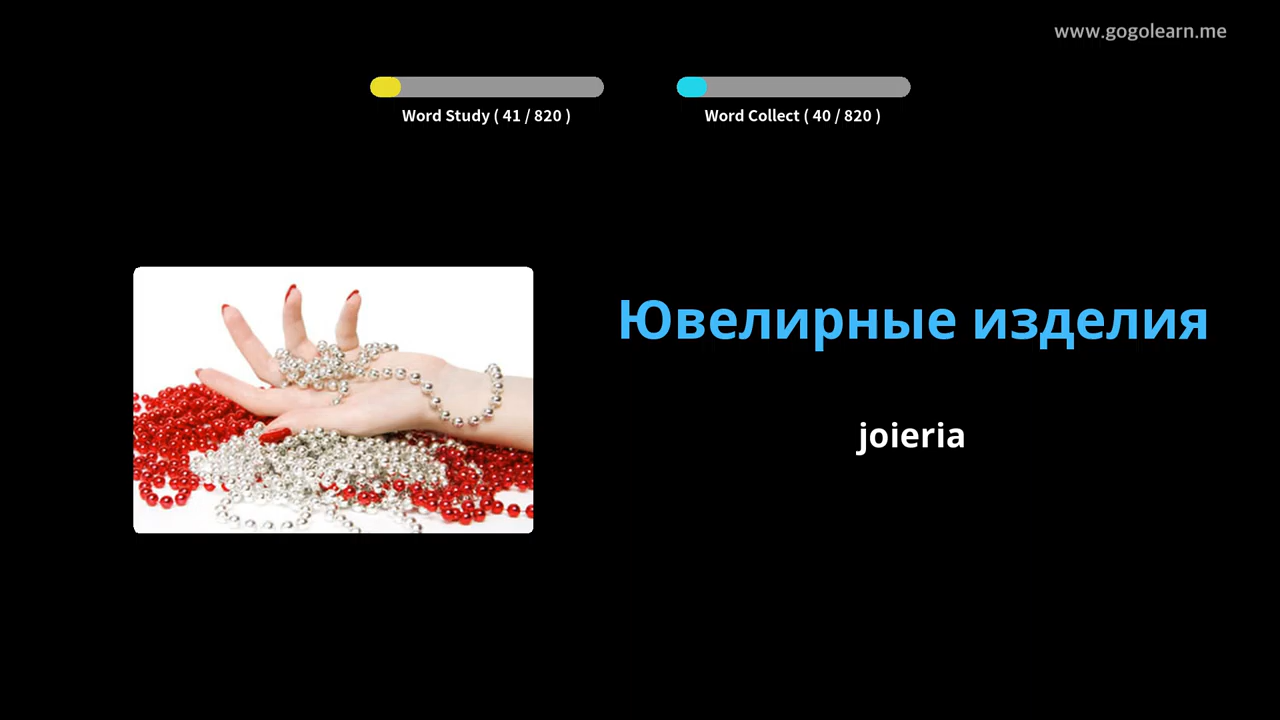 www.gogolearn.me
Word Study ( 41 / 820 )
Word Collect ( 40 / 820 )
Ювелирные изделия
joieria